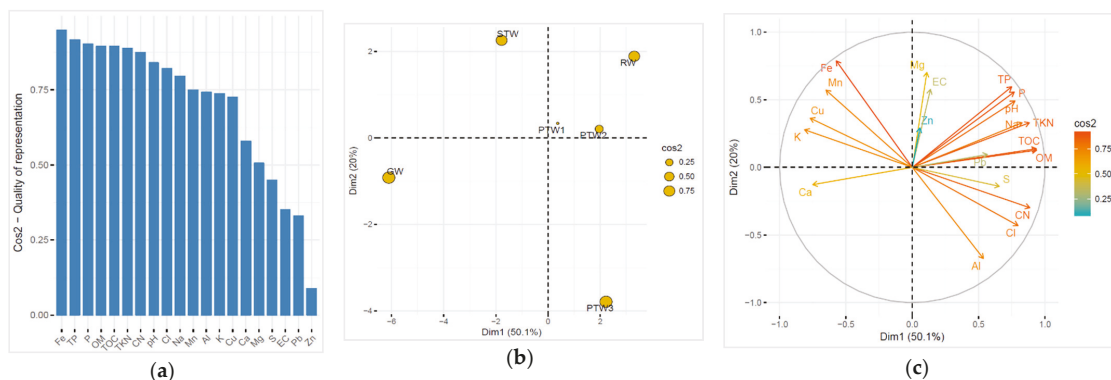 Cos2 – Quality of representation
0.75
0.50
0.25
0.00
Fe TP P OM TOC TKN CN pH Cl Na Mn Al K Cu Ca Mg S EC Pb Zn
(a)
STW
RW
PTW1
PTW2
GW
PTW3
2
0
−2
−4
Dim2 (20%)
−6 −4 −2 0 2
Dim1 (50.1%)
cos2
0.25
0.50
0.75
(b)
1.0
0.5
0.0
−0.5
−1.0
Dim2 (20%)
Fe
Mg
Mn
EC
TP
P
pH
Cu
Zn
Na
TKN
K
TOC
Pb
OM
Ca
S
CN
Cl
Al
−1.0 −0.5 0.0 0.5 1.0
Dim1 (50.1%)
cos2
0.75
0.50
0.25
(c)